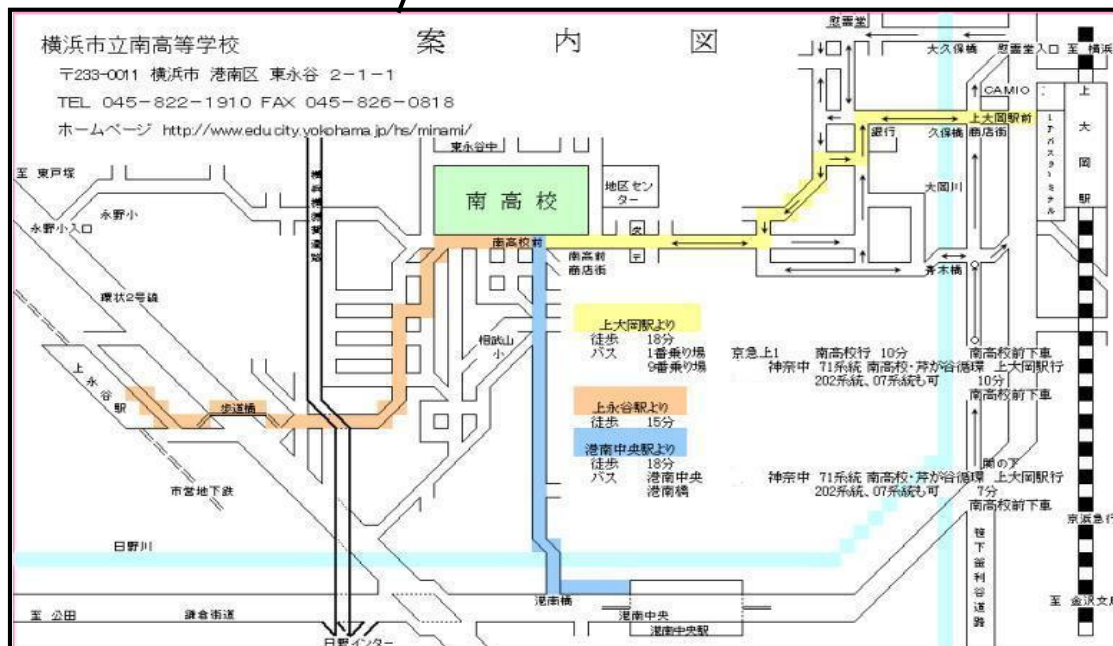 案内図
横浜市立南高等学校
〒233-0011 横浜市 港南区 東永谷 2-1-1
TEL 045-822-1910 FAX 045-826-0818
ホームページ http://www.edu.city.yokohama.jp/hs/minami/
慰霊堂
大久保橋
慰霊堂入口
至 横浜
CAMIO
上大岡駅
上大岡駅前
銀行
久保橋
商店街
バスターミナル
東永谷中
至 東戸塚
南高校
地区センター
大岡川
永野小
永野小入口
南高校前
南高前
商店街
青木橋
環状2号線
相武山小
上大岡駅より
徒歩 18分
バス 1番乗り場 京急上1 南高校行 10分 南高校前下車
9番乗り場 神奈中 71系統 南高校・芹が谷循環 上大岡駅行
202系統、07系統も可 10分
南高校前下車
上永谷駅
歩道橋
上永谷駅より
徒歩 15分
港南中央駅より
徒歩 18分
関の下
バス 港南中央 神奈中 71系統 南高校・芹が谷循環 上大岡駅行
港南橋 202系統、07系統も可 7分
南高校前下車
市営地下鉄
京浜急行
日野川
笹下釜利谷道路
港南橋
至 公田
鎌倉街道
港南中央
港南中央駅
至 金沢文庫
日野インター